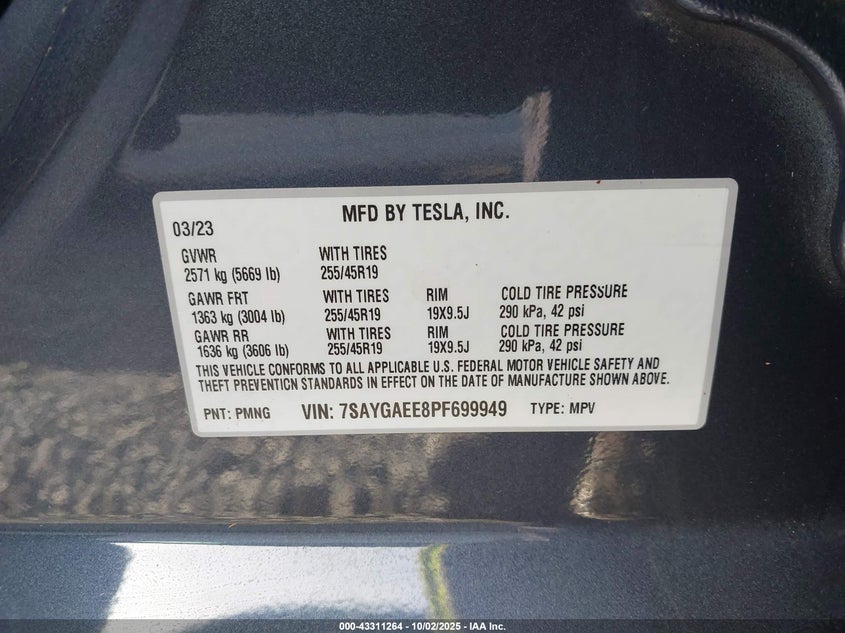 MFD BY TESLA, INC.
03/23
GVWR WITH TIRES
2571 kg (5669 lb) 255/45R19
GAWR FRT WITH TIRES RIM COLD TIRE PRESSURE
1363 kg (3004 lb) 255/45R19 19X9.5J 290 kPa, 42 psi
GAWR RR WITH TIRES RIM COLD TIRE PRESSURE
1636 kg (3606 lb) 255/45R19 19X9.5J 290 kPa, 42 psi
THIS VEHICLE CONFORMS TO ALL APPLICABLE U.S. FEDERAL MOTOR VEHICLE SAFETY AND
THEFT PREVENTION STANDARDS IN EFFECT ON THE DATE OF MANUFACTURE SHOWN ABOVE.
PNT: PMNG VIN: 7SAYGAEE8PF699949 TYPE: MPV
000-43311264 - 10/02/2025 - IAA Inc.